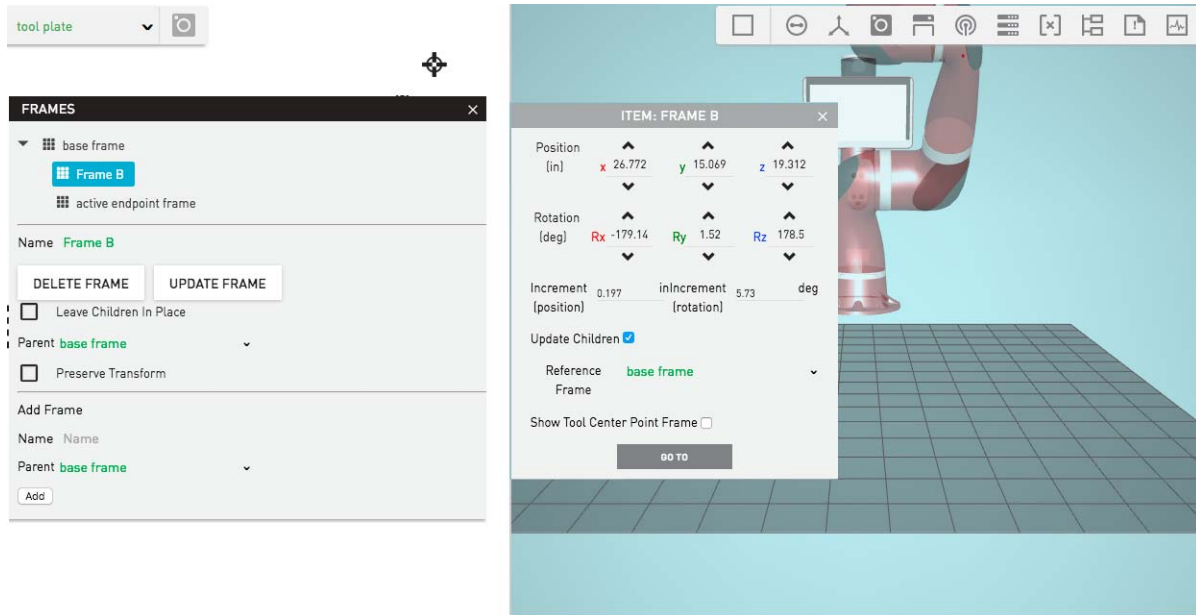 tool plate
FRAMES
base frame
Frame B
active endpoint frame
Name Frame B
DELETE FRAME UPDATE FRAME
Leave Children In Place
Parent base frame
Preserve Transform
Add Frame
Name Name
Parent base frame
Add
ITEM: FRAME B
Position
(in) x 26.772 y 15.069 z 19.312
Rotation
(deg) Rx -179.14 Ry 1.52 Rz 178.5
Increment 0.197 inIncrement 5.73 deg
(position) (rotation)
Update Children
Reference base frame
Frame
Show Tool Center Point Frame
GO TO